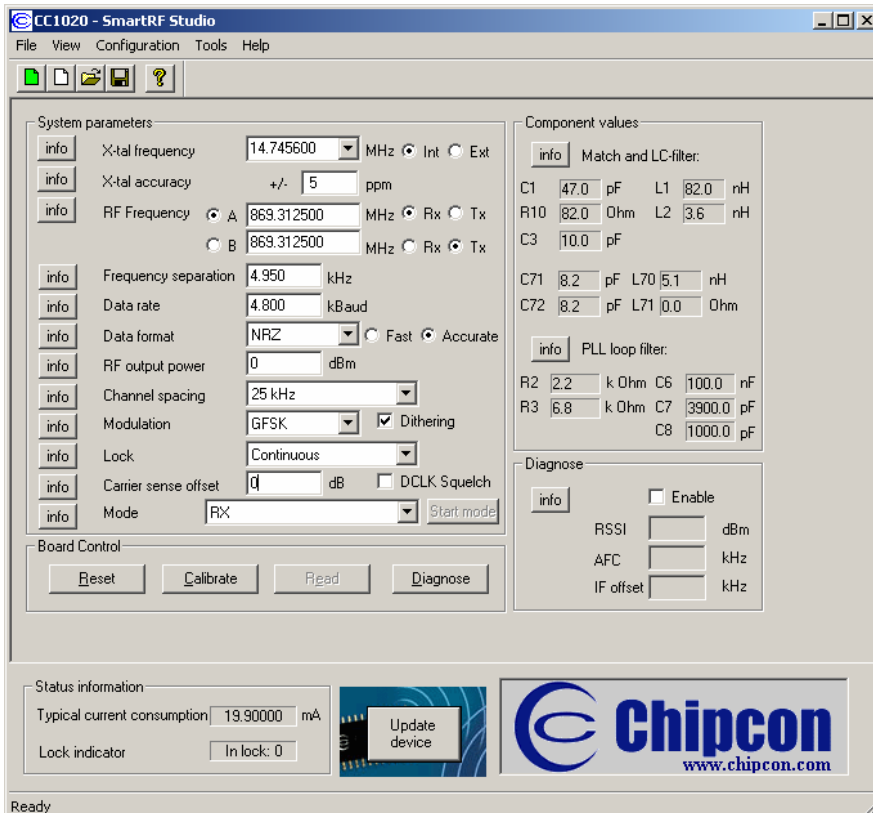 CC1020 - SmartRF Studio
File View Configuration Tools Help
System parameters
info X-tal frequency 14.745600 MHz Int Ext
info X-tal accuracy +/- 5 ppm
info RF Frequency A 869.312500 MHz Rx Tx
B 869.312500 MHz Rx Tx
info Frequency separation 4.950 kHz
info Data rate 4.800 kBaud
info Data format NRZ Fast Accurate
info RF output power 0 dBm
info Channel spacing 25 kHz
info Modulation GFSK Dithering
info Lock Continuous
info Carrier sense offset 0 dB DCLK Squelch
info Mode RX Start mode
Board Control
Reset Calibrate Read Diagnose
Component values
info Match and LC-filter:
C1 47.0 pF L1 82.0 nH
R10 82.0 Ohm L2 3.6 nH
C3 10.0 pF
C71 8.2 pF L70 5.1 nH
C72 8.2 pF L71 0.0 Ohm
info PLL loop filter:
R2 2.2 k Ohm C6 100.0 nF
R3 6.8 k Ohm C7 3900.0 pF
C8 1000.0 pF
Diagnose
info Enable
RSSI dBm
AFC kHz
IF offset kHz
Status information
Typical current consumption 19.90000 mA
Lock indicator In lock: 0
Update
device
Chipcon
www.chipcon.com
Ready